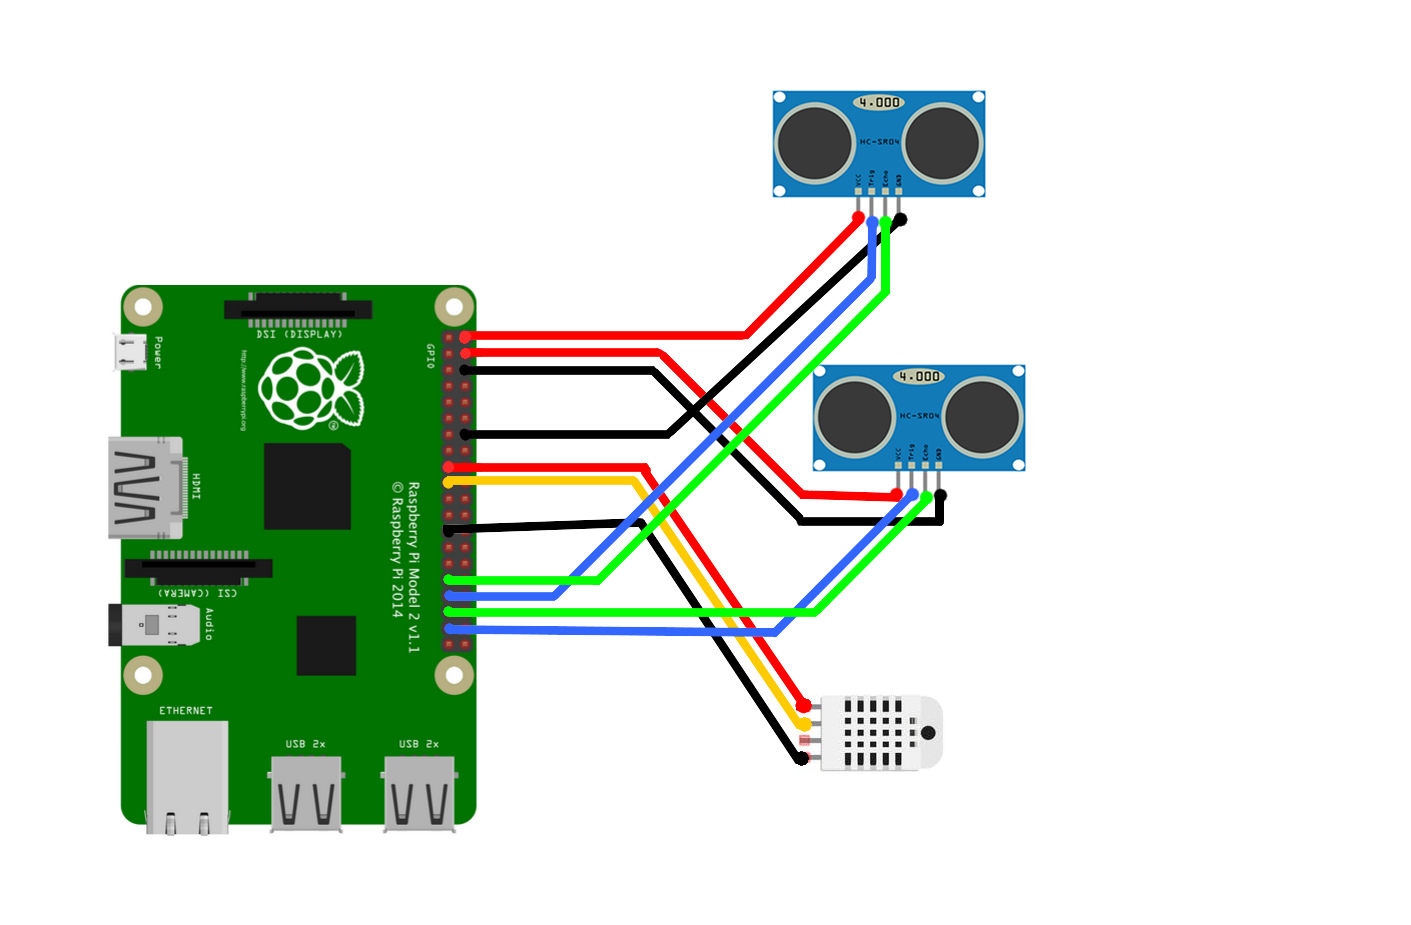 4.000
HC-SR04
VCC
Trig
Echo
GND
DSI (DISPLAY)
Power
GPIO
http://www.raspberrypi.org
4.000
HC-SR04
VCC
Trig
Echo
GND
HDMI
Raspberry Pi Model 2 v1.1
© Raspberry Pi 2014
CSI (CAMERA)
Audio
ETHERNET
USB 2x
USB 2x